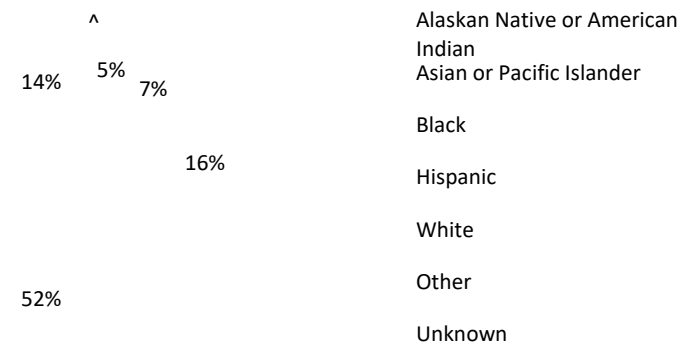 ^
14%
5%
7%
16%
52%
Alaskan Native or American
Indian
Asian or Pacific Islander
Black
Hispanic
White
Other
Unknown